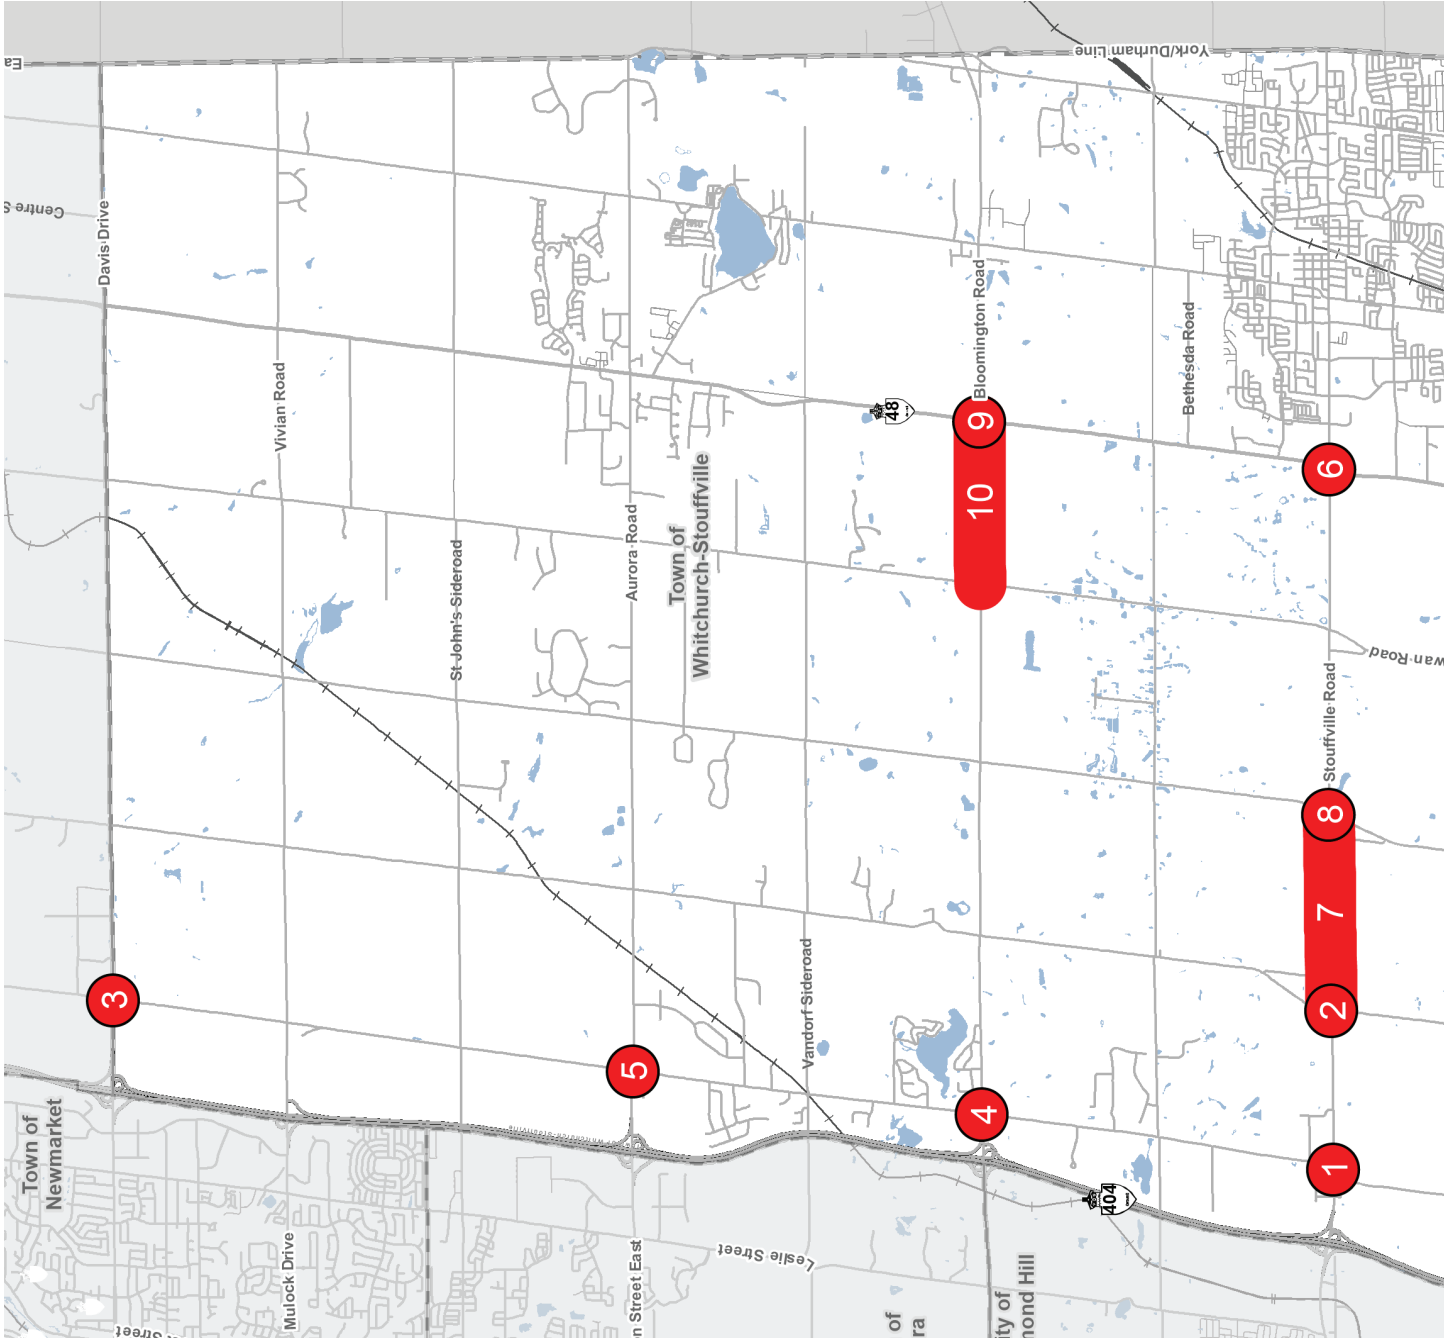 York/Durham Line
Ea
Centre S
Davis Drive
Vivian Road
St John's Sideroad
Aurora Road
Town of
Whitchurch-Stouffville
48
Bloomington Road
Bethesda Road
9
10
6
wan Road
Stouffville Road
8
7
2
Vandorf Sideroad
3
5
4
1
404
Town of
Newmarket
Mulock Drive
Leslie Street
n Street East
t Street
of
ra
ity of
mond Hill